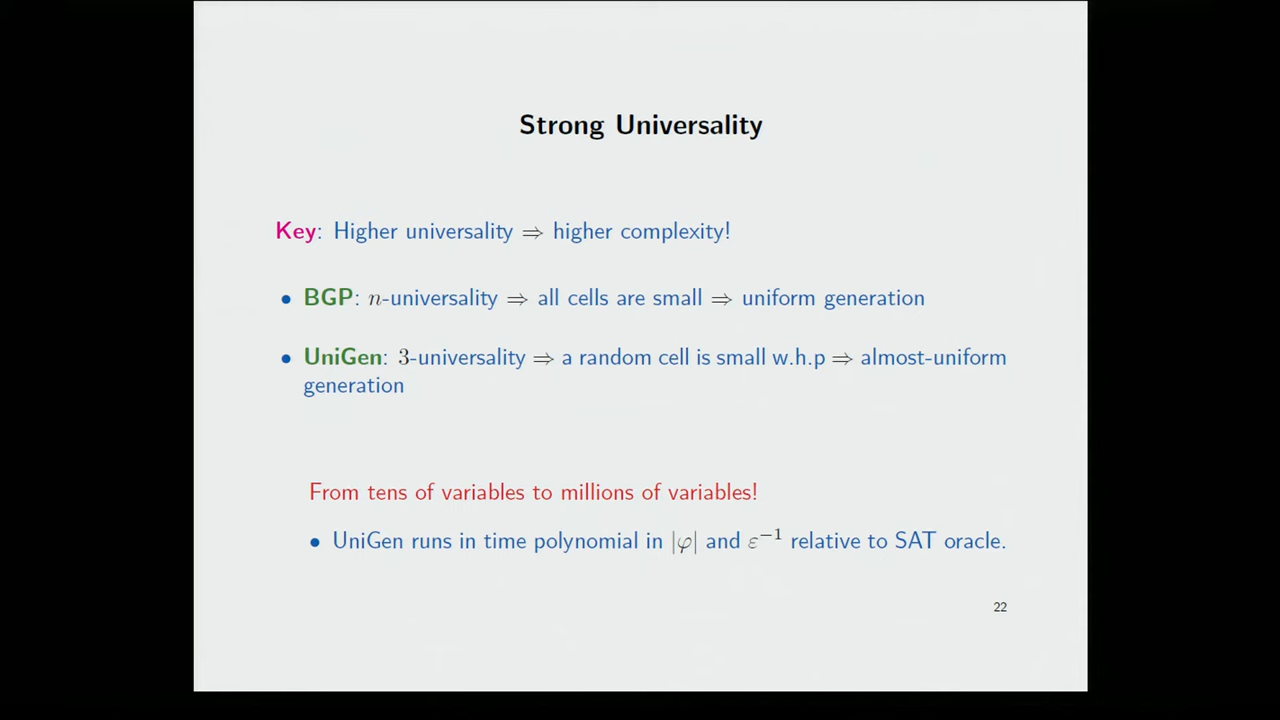 Strong Universality
Key: Higher universality ⇒ higher complexity!
• BGP: n-universality ⇒ all cells are small ⇒ uniform generation
• UniGen: 3-universality ⇒ a random cell is small w.h.p ⇒ almost-uniform
generation
From tens of variables to millions of variables!
• UniGen runs in time polynomial in |φ| and ε⁻¹ relative to SAT oracle.
22